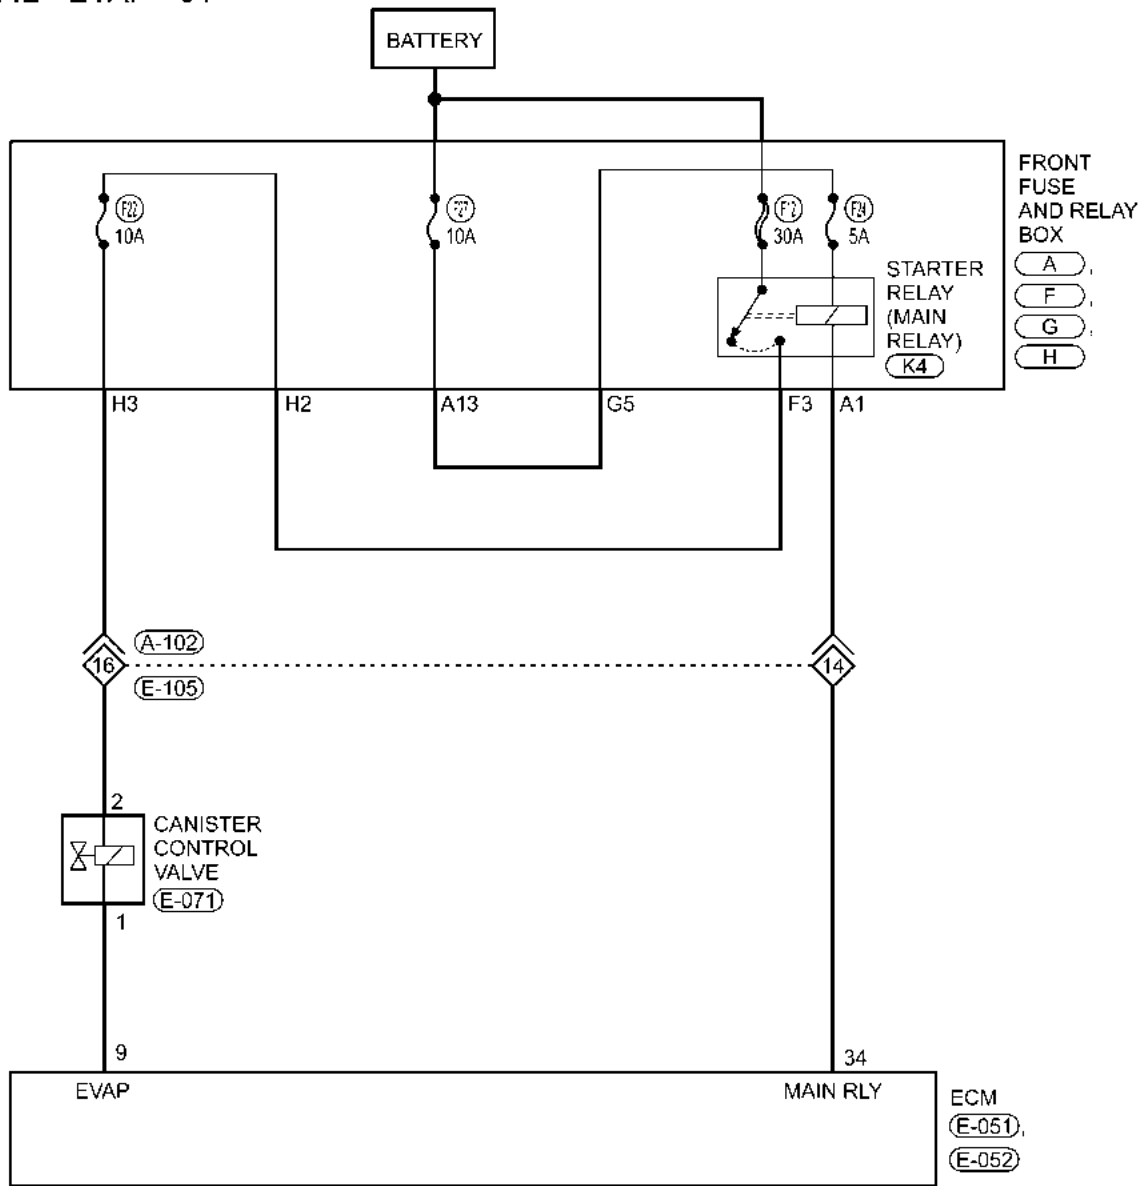 BATTERY
FRONT
FUSE
AND RELAY
BOX
A,
F,
G,
H
F22
10A
F27
10A
F12
30A
F24
5A
STARTER
RELAY
(MAIN
RELAY)
K4
H3
H2
A13
G5
F3
A1
A-102
16
14
E-105
2
CANISTER
CONTROL
VALVE
E-071
1
9
34
EVAP
MAIN RLY
ECM
E-051,
E-052